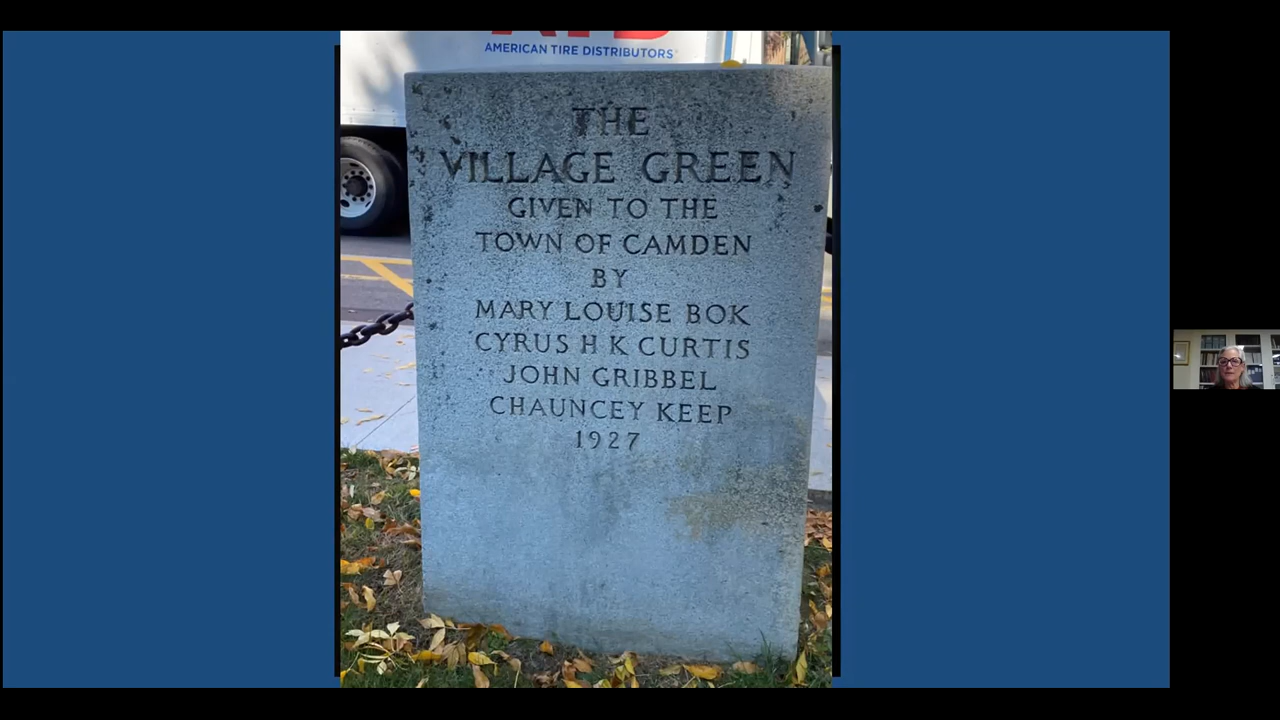 AMERICAN TIRE DISTRIBUTORS
THE
VILLAGE GREEN
GIVEN TO THE
TOWN OF CAMDEN
BY
MARY LOUISE BOK
CYRUS H K CURTIS
JOHN GRIBBEL
CHAUNCEY KEEP
1927